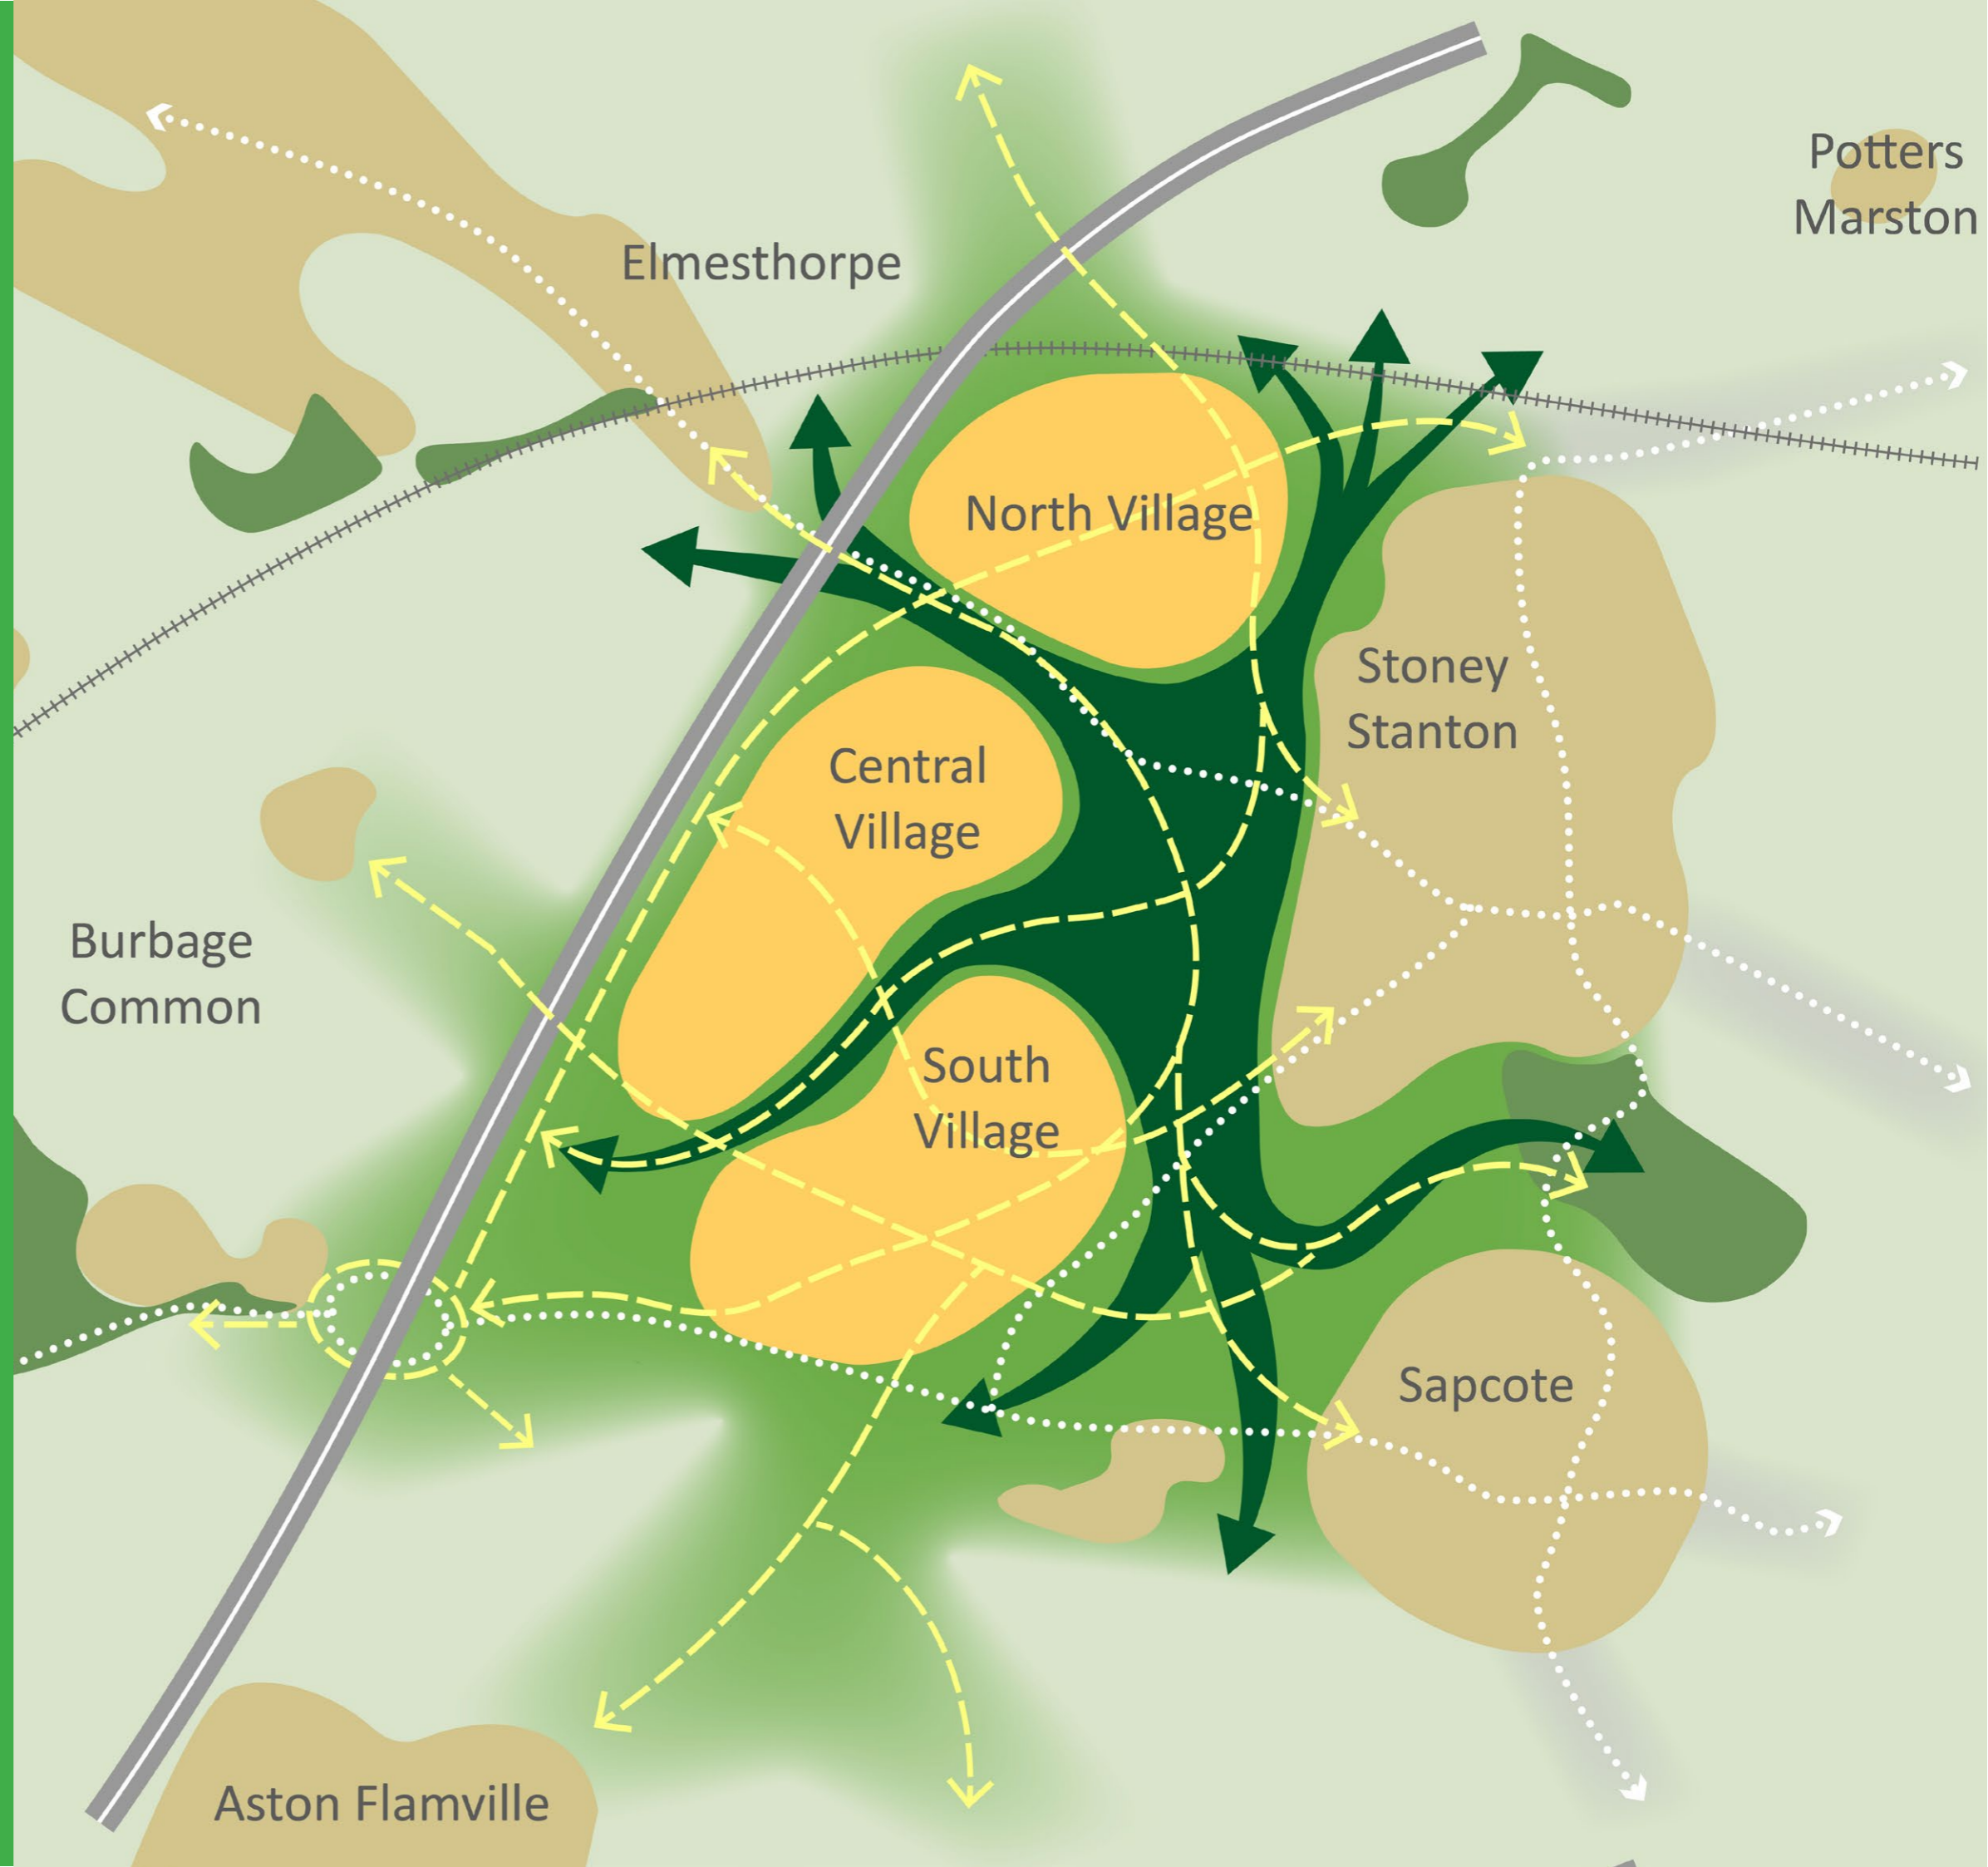 Potters
Marston
Elmesthorpe
North Village
Stoney
Stanton
Central
Village
Burbage
Common
South
Village
Sapcote
Aston Flamville